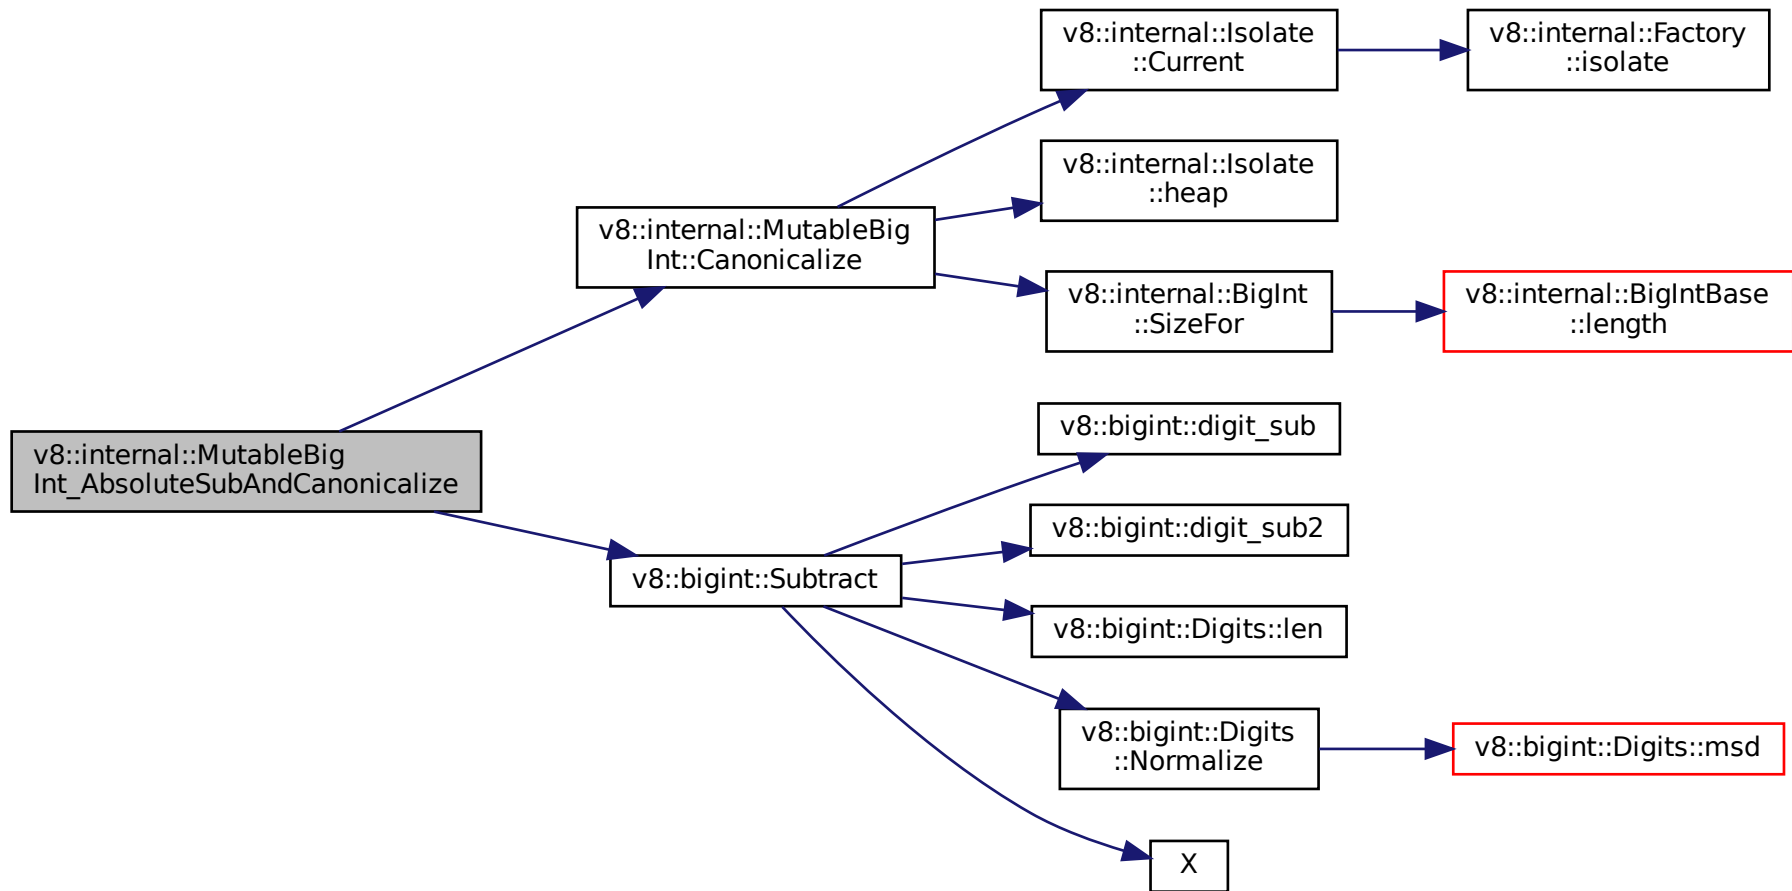 v8::internal::Isolate
::Current
v8::internal::Factory
::isolate
v8::internal::Isolate
::heap
v8::internal::MutableBig
Int::Canonicalize
v8::internal::BigInt
::SizeFor
v8::internal::BigIntBase
::length
v8::internal::MutableBig
Int_AbsoluteSubAndCanonicalize
v8::bigint::digit_sub
v8::bigint::digit_sub2
v8::bigint::Subtract
v8::bigint::Digits::len
v8::bigint::Digits
::Normalize
v8::bigint::Digits::msd
X